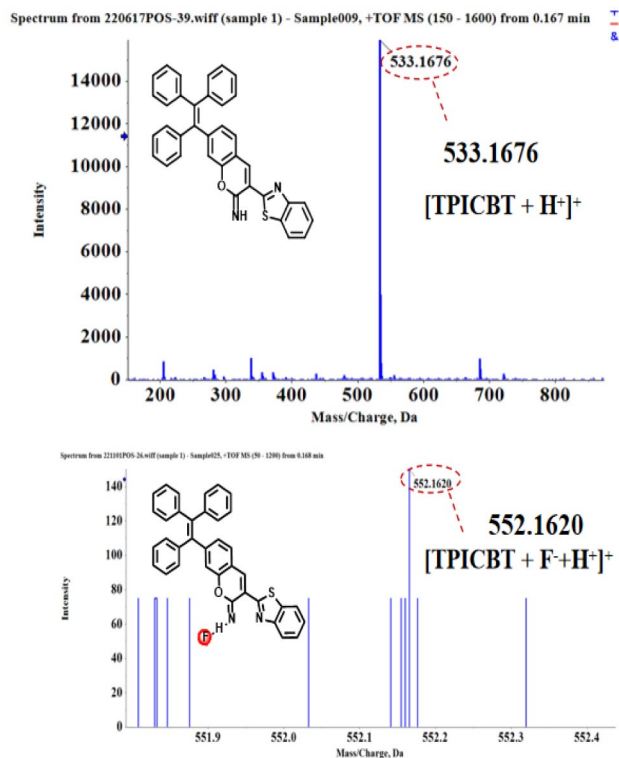 Spectrum from 220617POS-39.wiff (sample 1) - Sample009, +TOF MS (150 - 1600) from 0.167 min
14000
12000
10000
8000
6000
4000
2000
0
Intensity
533.1676
533.1676
[TPICBT + H⁺]⁺
O
N
NH
S
200 300 400 500 600 700 800
Mass/Charge, Da
Spectrum from 221101POS-26.wiff (sample 1) - Sample025, +TOF MS (50 - 1200) from 0.168 min
140
120
100
80
60
40
20
0
Intensity
552.1620
552.1620
[TPICBT + F⁻+H⁺]⁺
O
S
N
N
H
F
551.9 552.0 552.1 552.2 552.3 552.4
Mass/Charge, Da